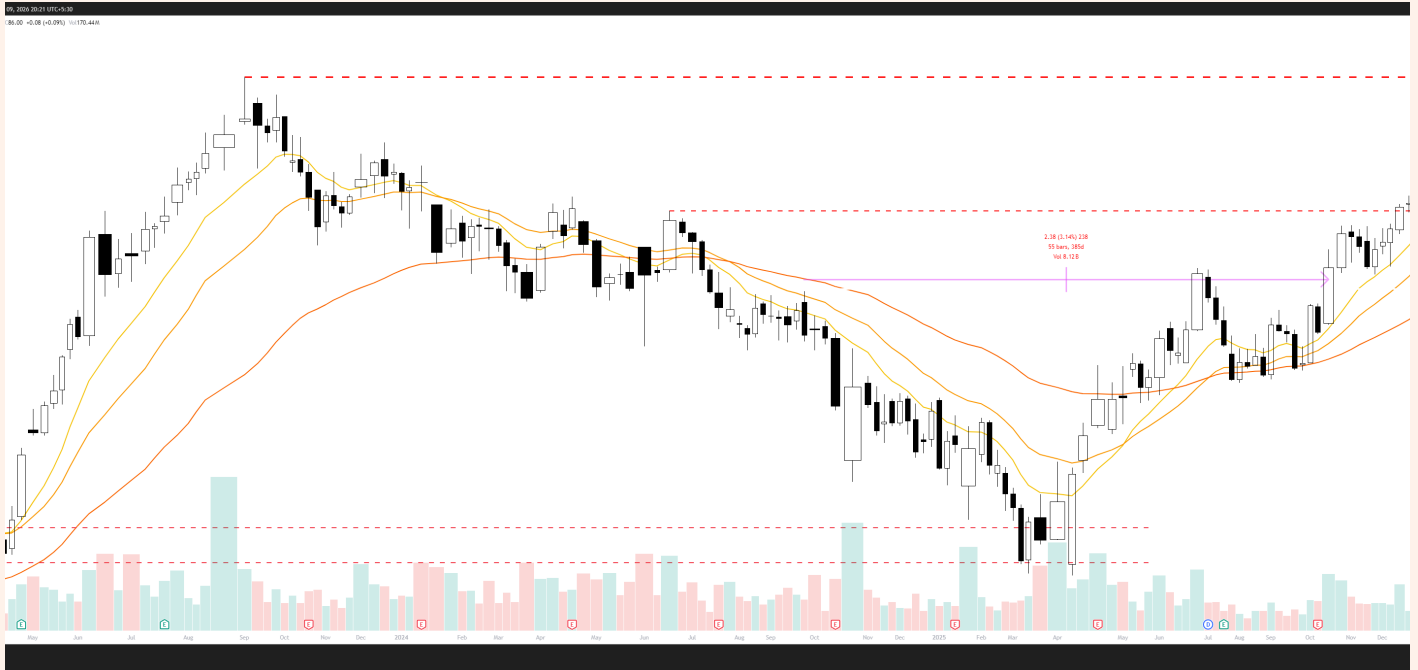 09, 2026 20:21 UTC+5:30
86.00 +0.08 (+0.09%) Vol170.44M
2.38 (3.14%) 238
55 bars, 385d
Vol 8.12 B
E E E E E E E E E E D E E
May Jun Jul Aug Sep Oct Nov Dec 2024 Feb Mar Apr May Jun Jul Aug Sep Oct Nov Dec 2025 Feb Mar Apr May Jun Jul Aug Sep Oct Nov Dec